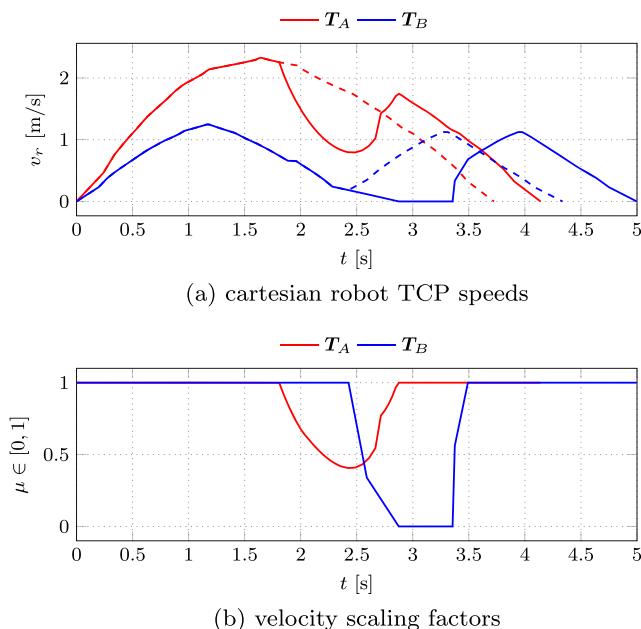 T_A T_B
2
1
0
v_r [m/s]
0 0.5 1 1.5 2 2.5 3 3.5 4 4.5 5
t [s]
(a) cartesian robot TCP speeds
T_A T_B
1
0.5
0
μ ∈ [0, 1]
0 0.5 1 1.5 2 2.5 3 3.5 4 4.5 5
t [s]
(b) velocity scaling factors